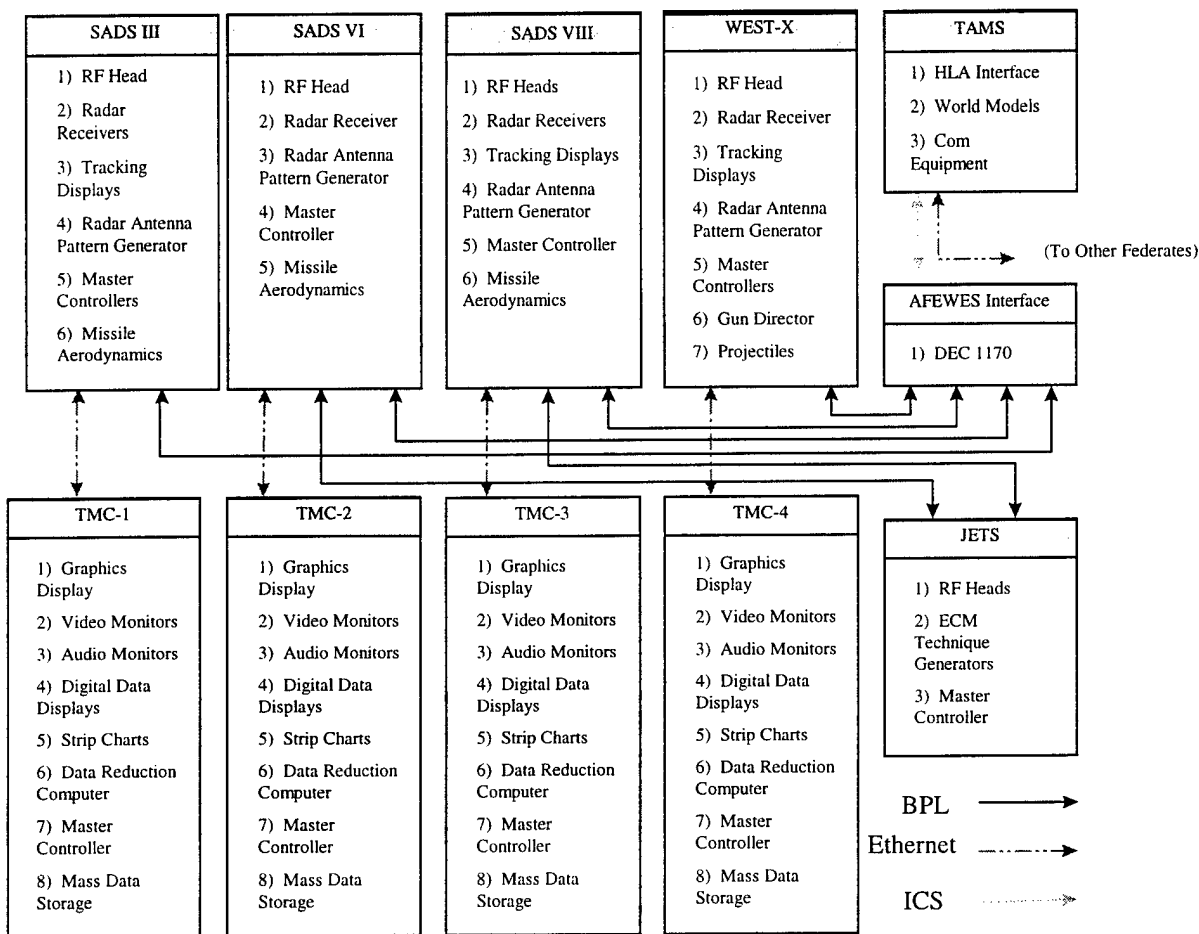 SADS III
1) RF Head
2) Radar
Receivers
3) Tracking
Displays
4) Radar Antenna
Pattern Generator
5) Master
Controllers
6) Missile
Aerodynamics
SADS VI
1) RF Head
2) Radar Receiver
3) Radar Antenna
Pattern Generator
4) Master
Controller
5) Missile
Aerodynamics
SADS VIII
1) RF Heads
2) Radar Receivers
3) Tracking Displays
4) Radar Antenna
Pattern Generator
5) Master Controller
6) Missile
Aerodynamics
WEST-X
1) RF Head
2) Radar Receiver
3) Tracking
Displays
4) Radar Antenna
Pattern Generator
5) Master
Controllers
6) Gun Director
7) Projectiles
TAMS
1) HLA Interface
2) World Models
3) Com
Equipment
(To Other Federates)
AFEWES Interface
1) DEC 1170
TMC-1
1) Graphics
Display
2) Video Monitors
3) Audio Monitors
4) Digital Data
Displays
5) Strip Charts
6) Data Reduction
Computer
7) Master
Controller
8) Mass Data
Storage
TMC-2
1) Graphics
Display
2) Video Monitors
3) Audio Monitors
4) Digital Data
Displays
5) Strip Charts
6) Data Reduction
Computer
7) Master
Controller
8) Mass Data
Storage
TMC-3
1) Graphics
Display
2) Video Monitors
3) Audio Monitors
4) Digital Data
Displays
5) Strip Charts
6) Data Reduction
Computer
7) Master
Controller
8) Mass Data
Storage
TMC-4
1) Graphics
Display
2) Video Monitors
3) Audio Monitors
4) Digital Data
Displays
5) Strip Charts
6) Data Reduction
Computer
7) Master
Controller
8) Mass Data
Storage
JETS
1) RF Heads
2) ECM
Technique
Generators
3) Master
Controller
BPL
Ethernet
ICS